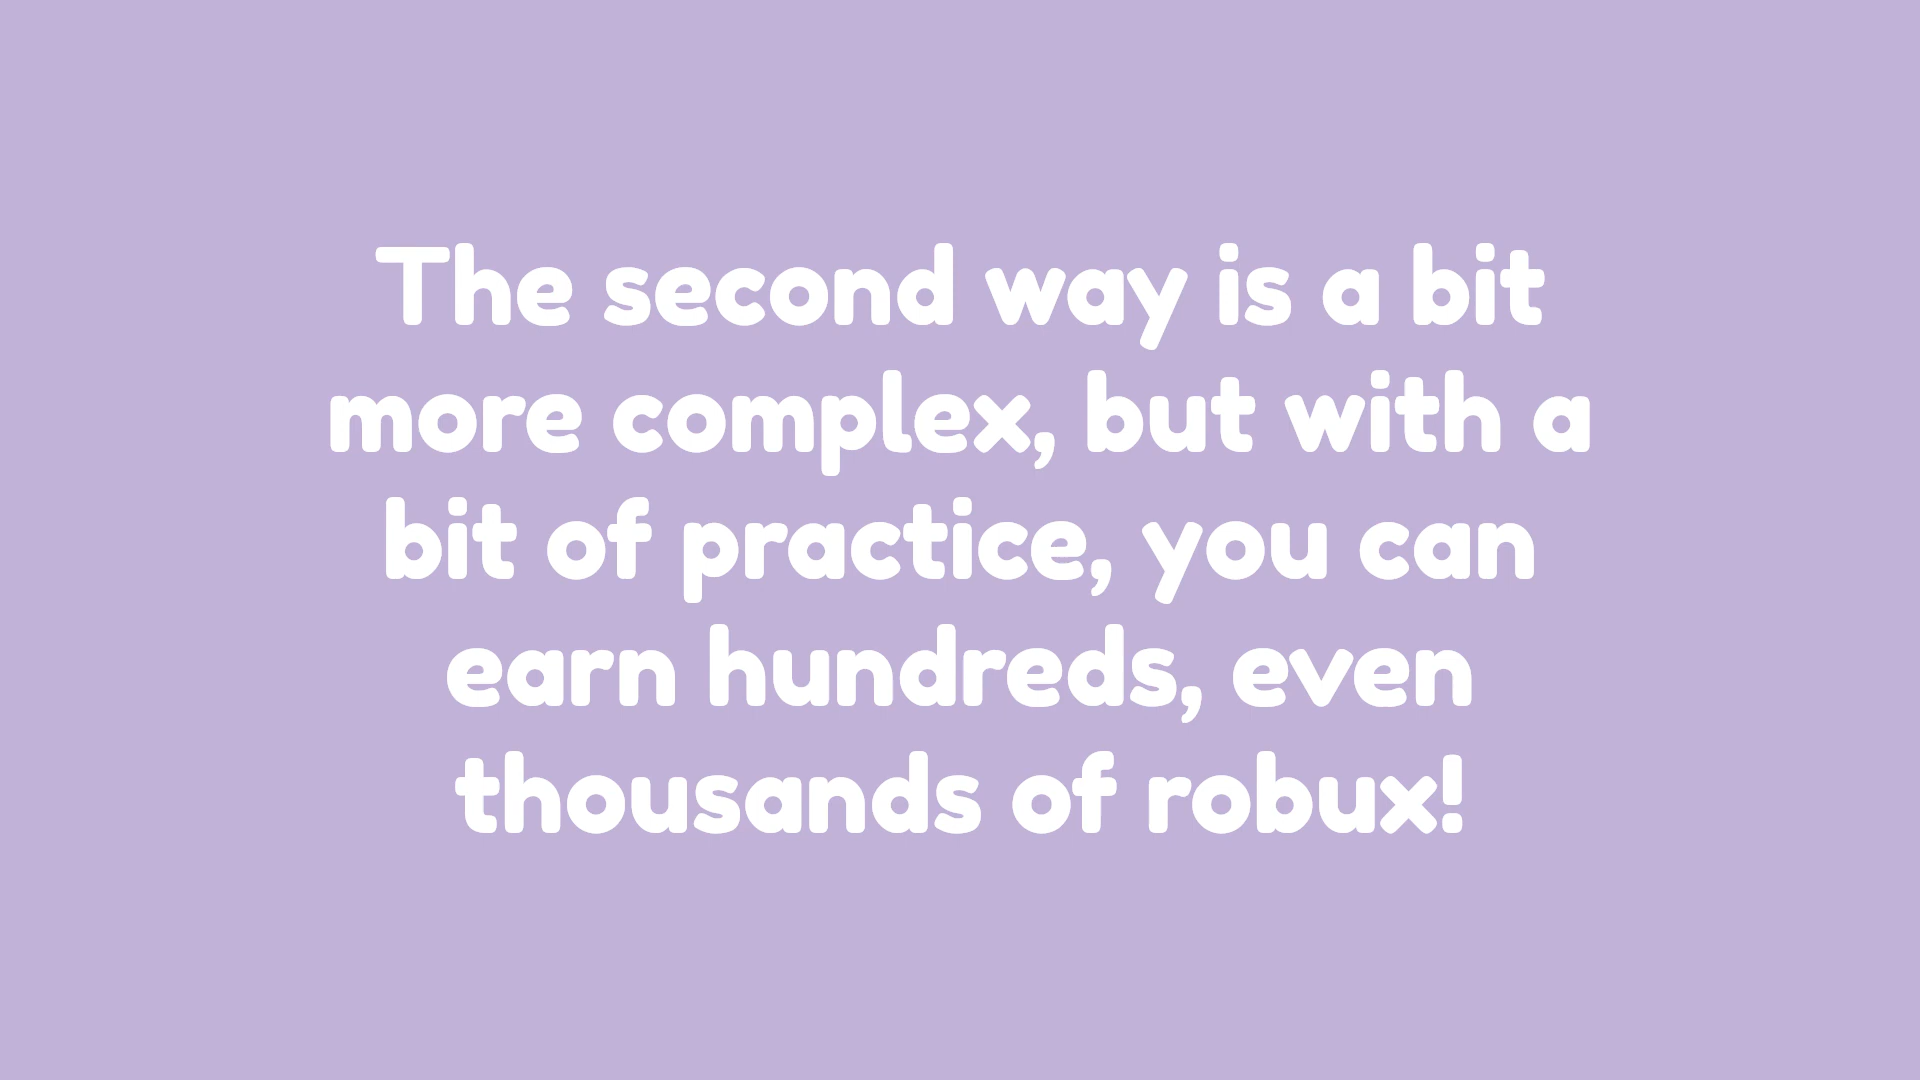 The second way is a bit
more complex, but with a
bit of practice, you can
earn hundreds, even
thousands of robux!